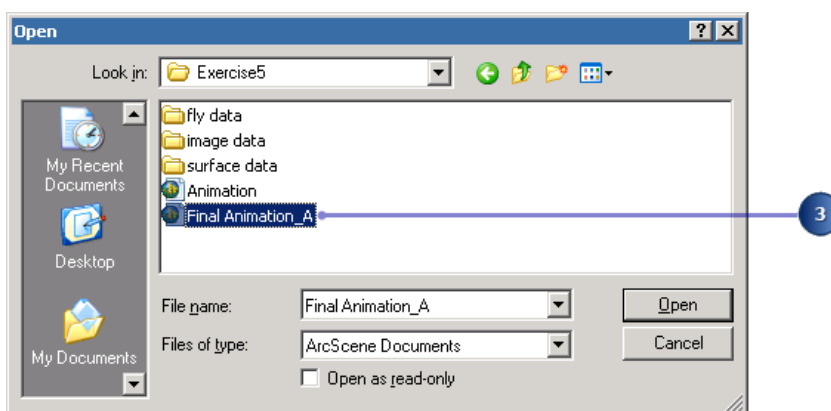 Open
Look in: Exercise5
fly data
image data
surface data
Animation
Final Animation_A
3
My Recent
Documents
Desktop
My Documents
File name: Final Animation_A Open
Files of type: ArcScene Documents Cancel
Open as read-only